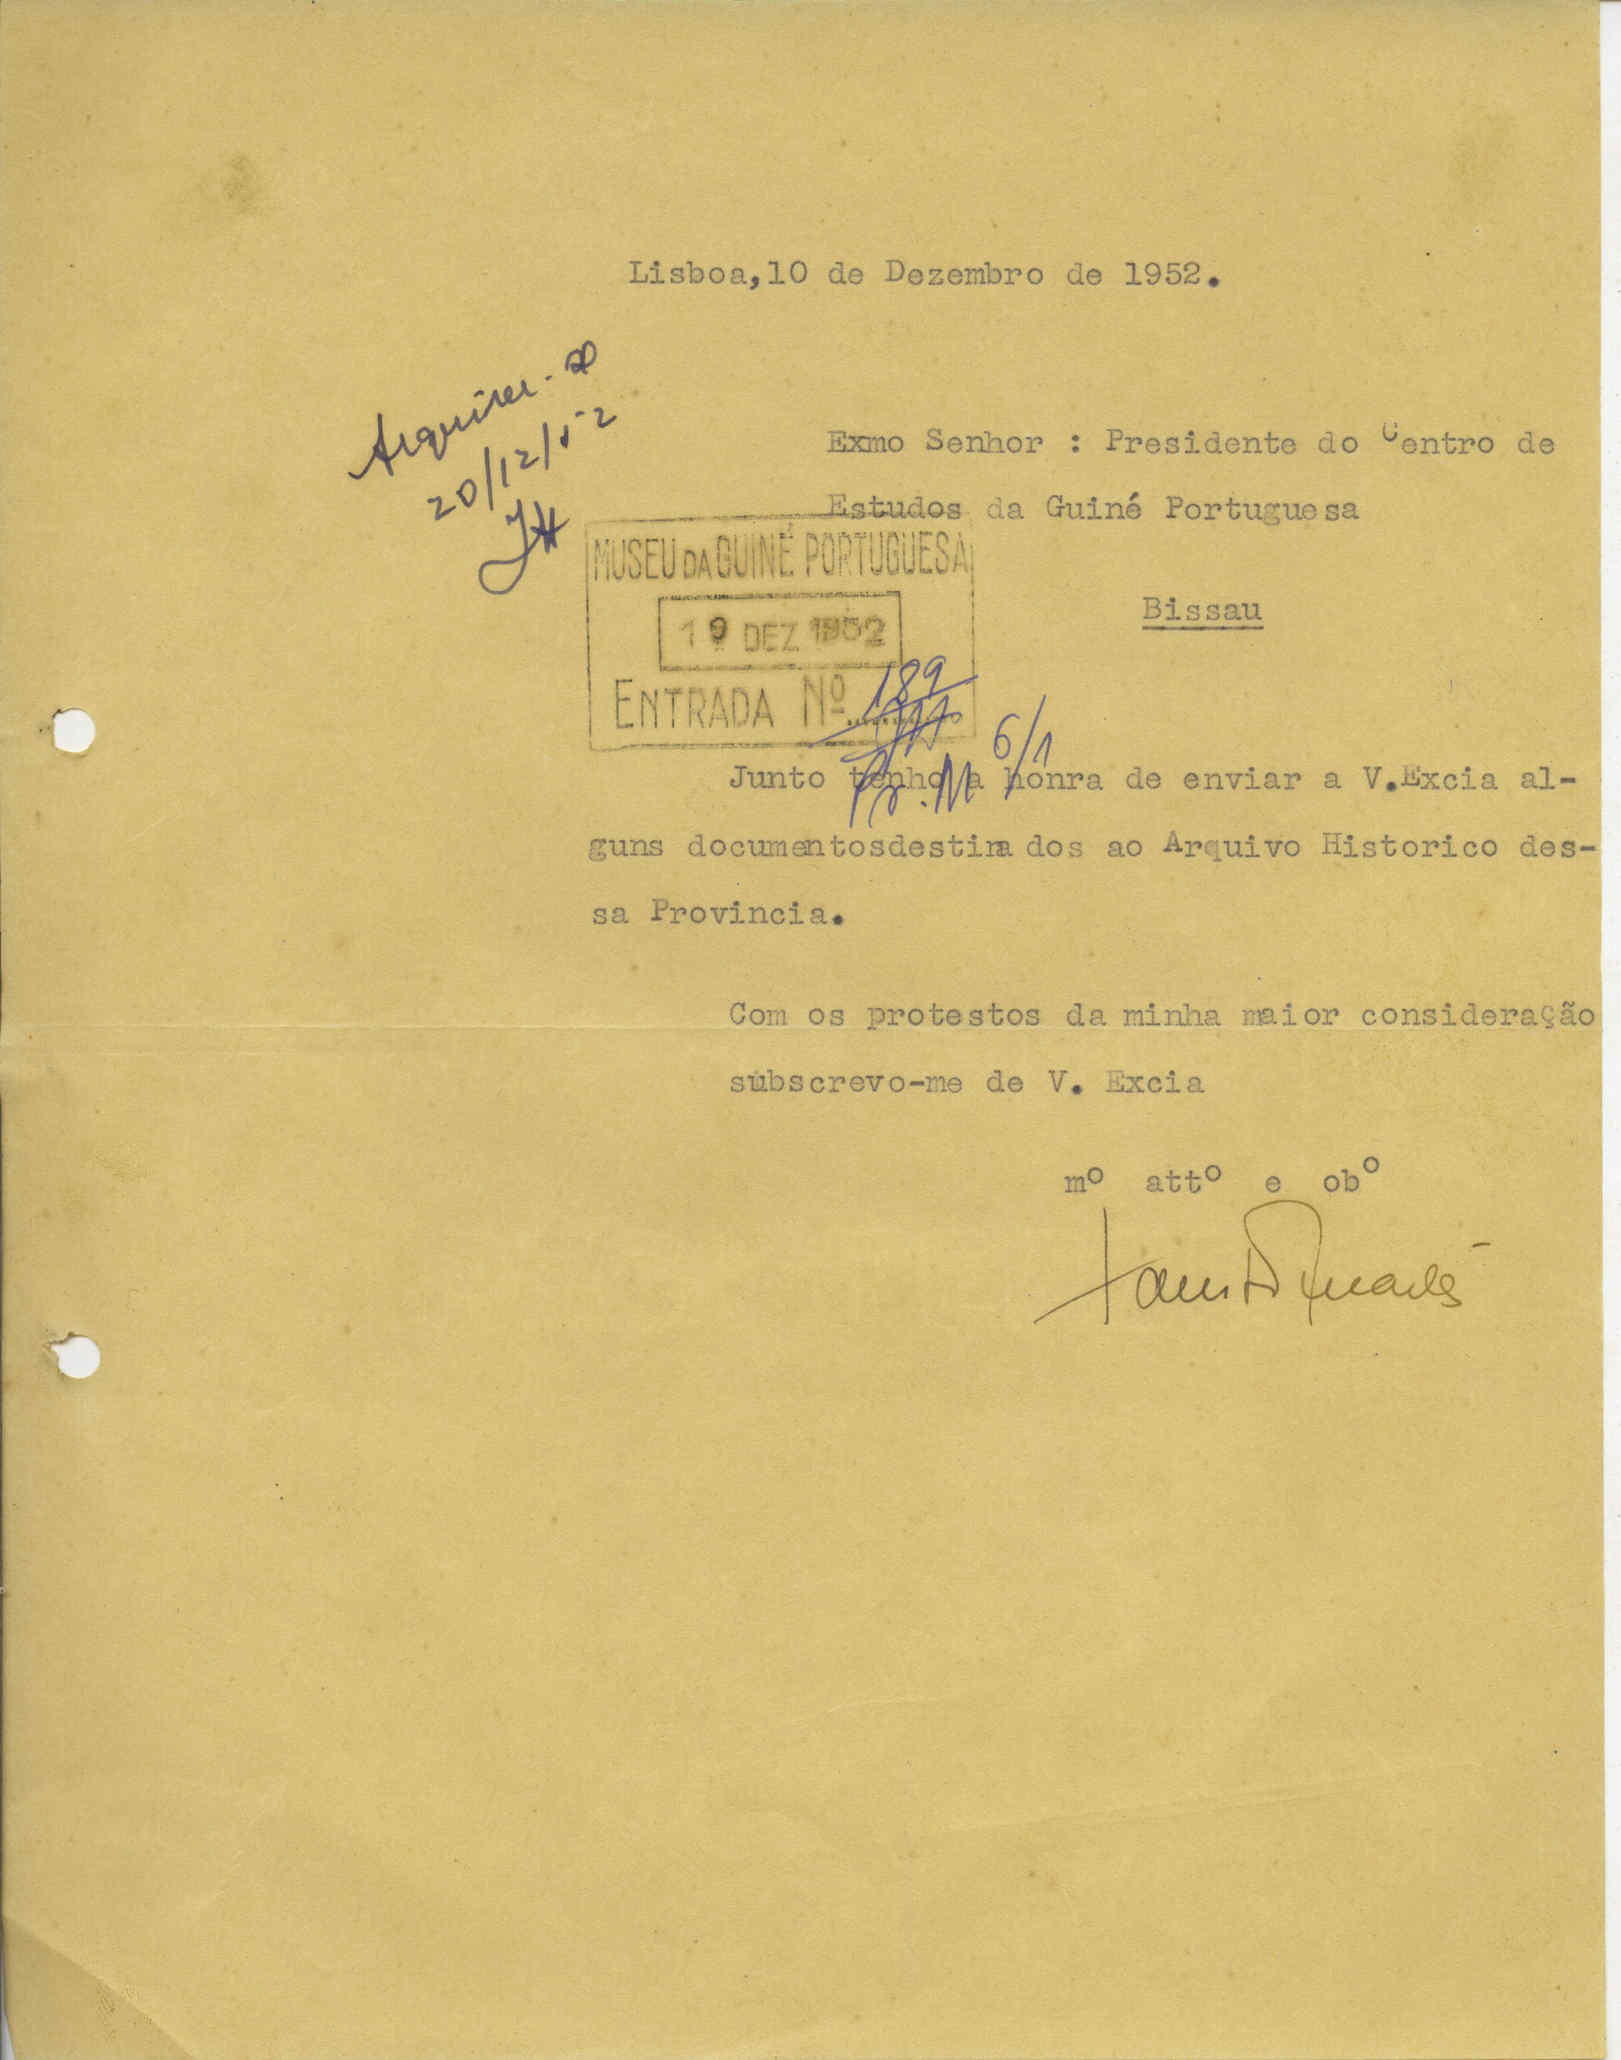 Lisboa,10 de Dezembro de 1952.
Arquive-se
20/12/52
Exmo Senhor : Presidente do Centro de
Estudos da Guiné Portuguesa
MUSEU DA GUINÉ PORTUGUESA
19 DEZ 1952
ENTRADA Nº 189
Bissau
6/1
Junto tenho a honra de enviar a V.Excia al-
guns documentosdestina dos ao Arquivo Historico des-
sa Provincia.
Com os protestos da minha maior consideração
subscrevo-me de V. Excia
mº attº e obº